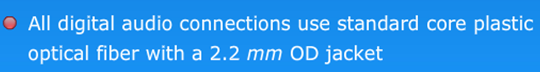 All digital audio connections use standard core plastic
optical fiber with a 2.2 mm OD jacket